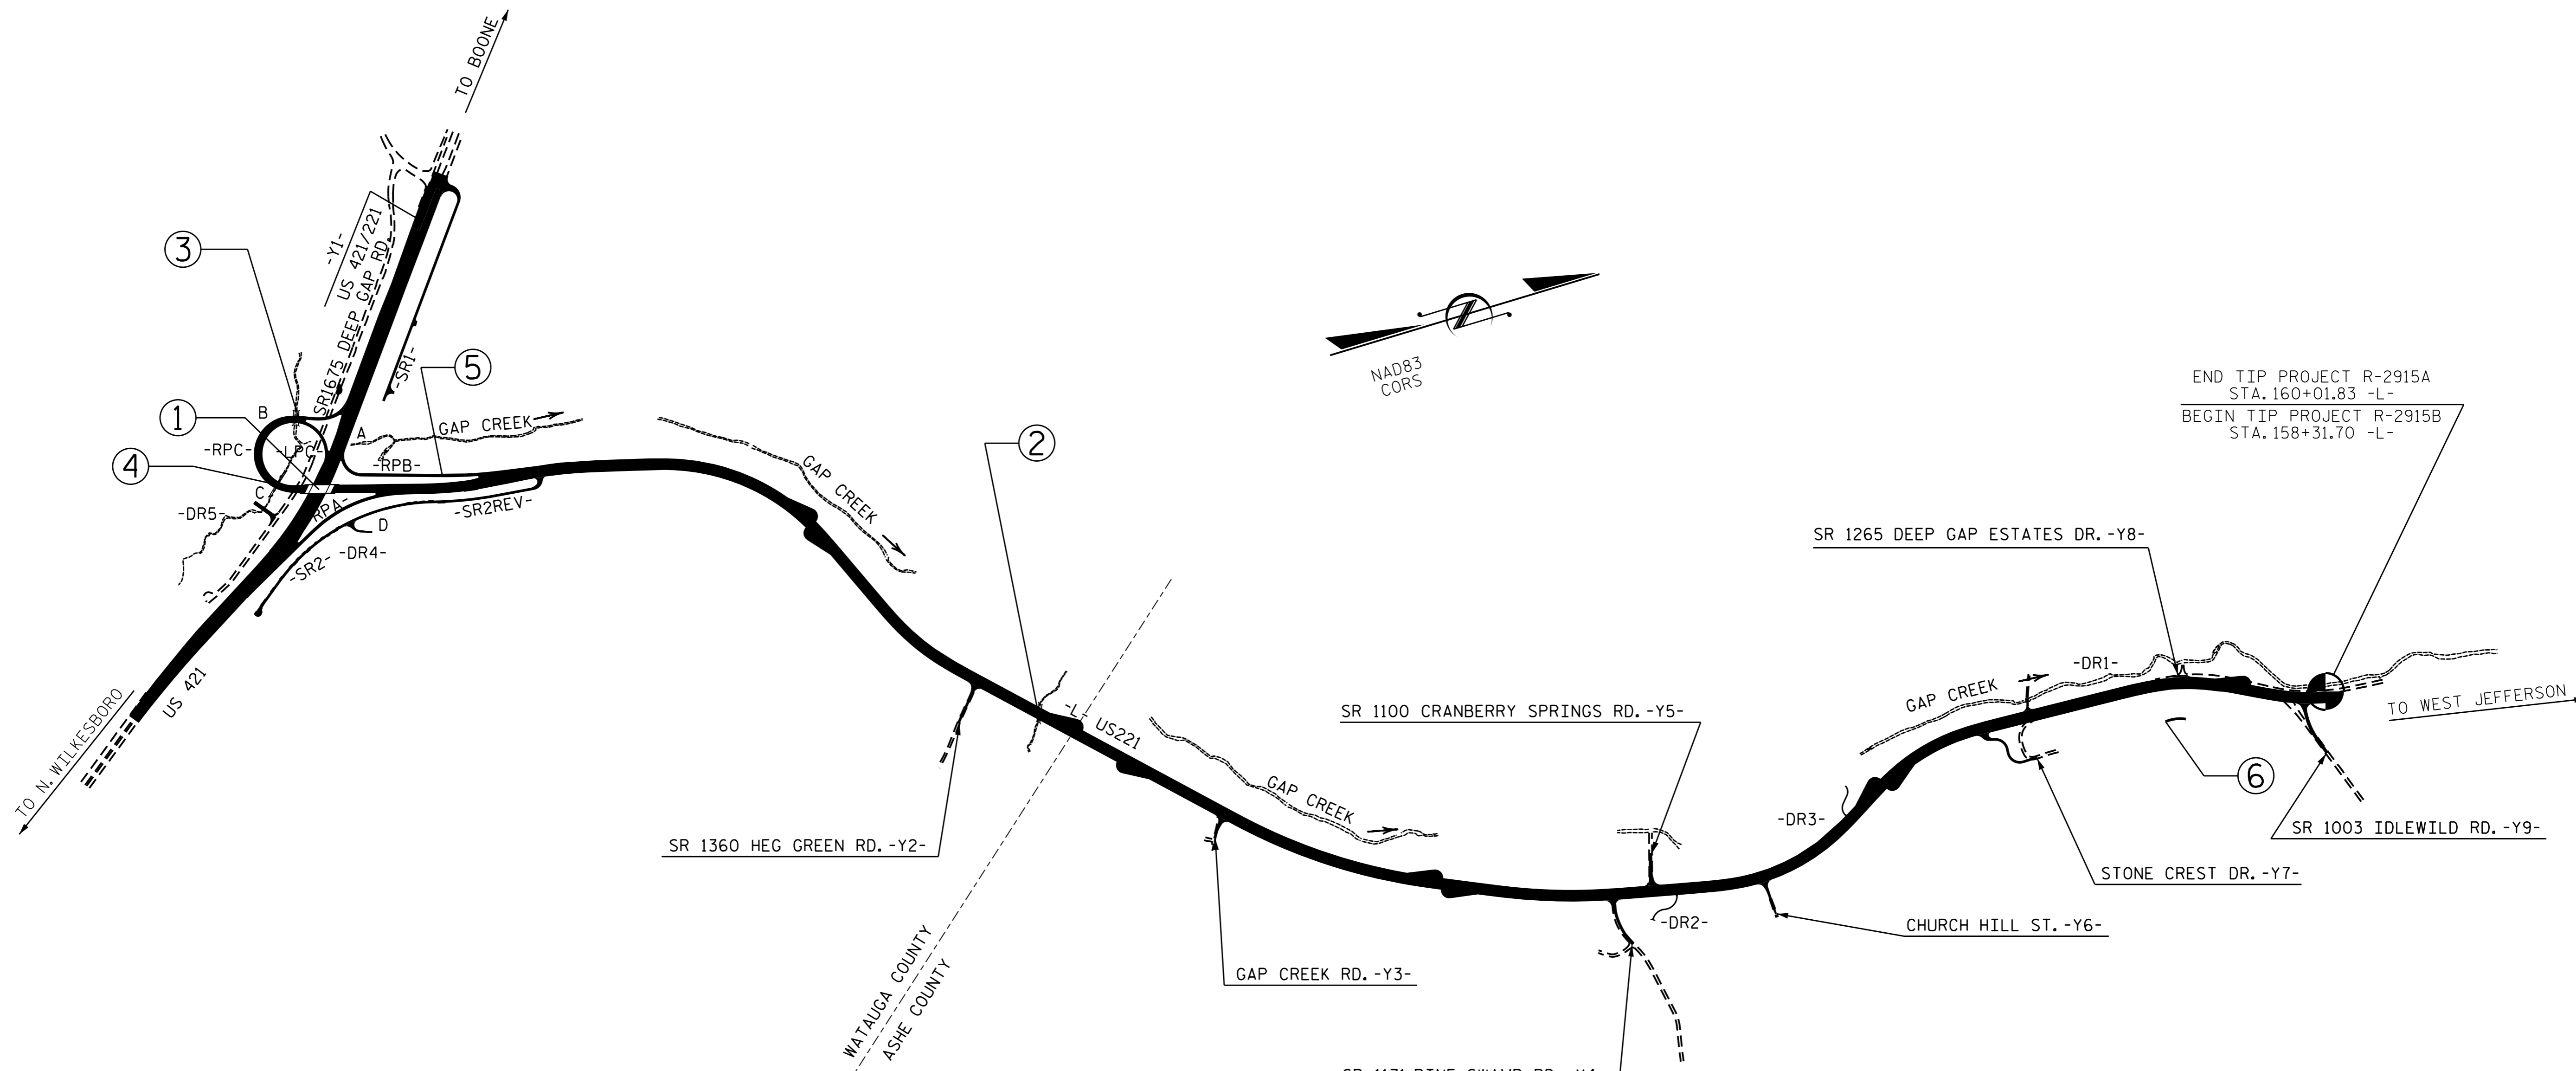 TO BOONE
-Y1-
US 421/221
SR1675 DEEP GAP RD.
-SR1-
3
5
1
4
B
A
-RPC-
-LPC-
C
GAP CREEK
-RPB-
-DR5-
-RPA-
D
-SR2REV-
-DR4-
-SR2-
US 421
TO N. WILKESBORO
GAP CREEK
2
NAD83
CORS
END TIP PROJECT R-2915A
STA. 160+01.83 -L-
BEGIN TIP PROJECT R-2915B
STA. 158+31.70 -L-
SR 1265 DEEP GAP ESTATES DR. -Y8-
-DR1-
GAP CREEK
TO WEST JEFFERSON
-L- US221
SR 1100 CRANBERRY SPRINGS RD. -Y5-
6
SR 1360 HEG GREEN RD. -Y2-
GAP CREEK
-DR3-
SR 1003 IDLEWILD RD. -Y9-
STONE CREST DR. -Y7-
-DR2-
CHURCH HILL ST. -Y6-
GAP CREEK RD. -Y3-
WATAUGA COUNTY
ASHE COUNTY